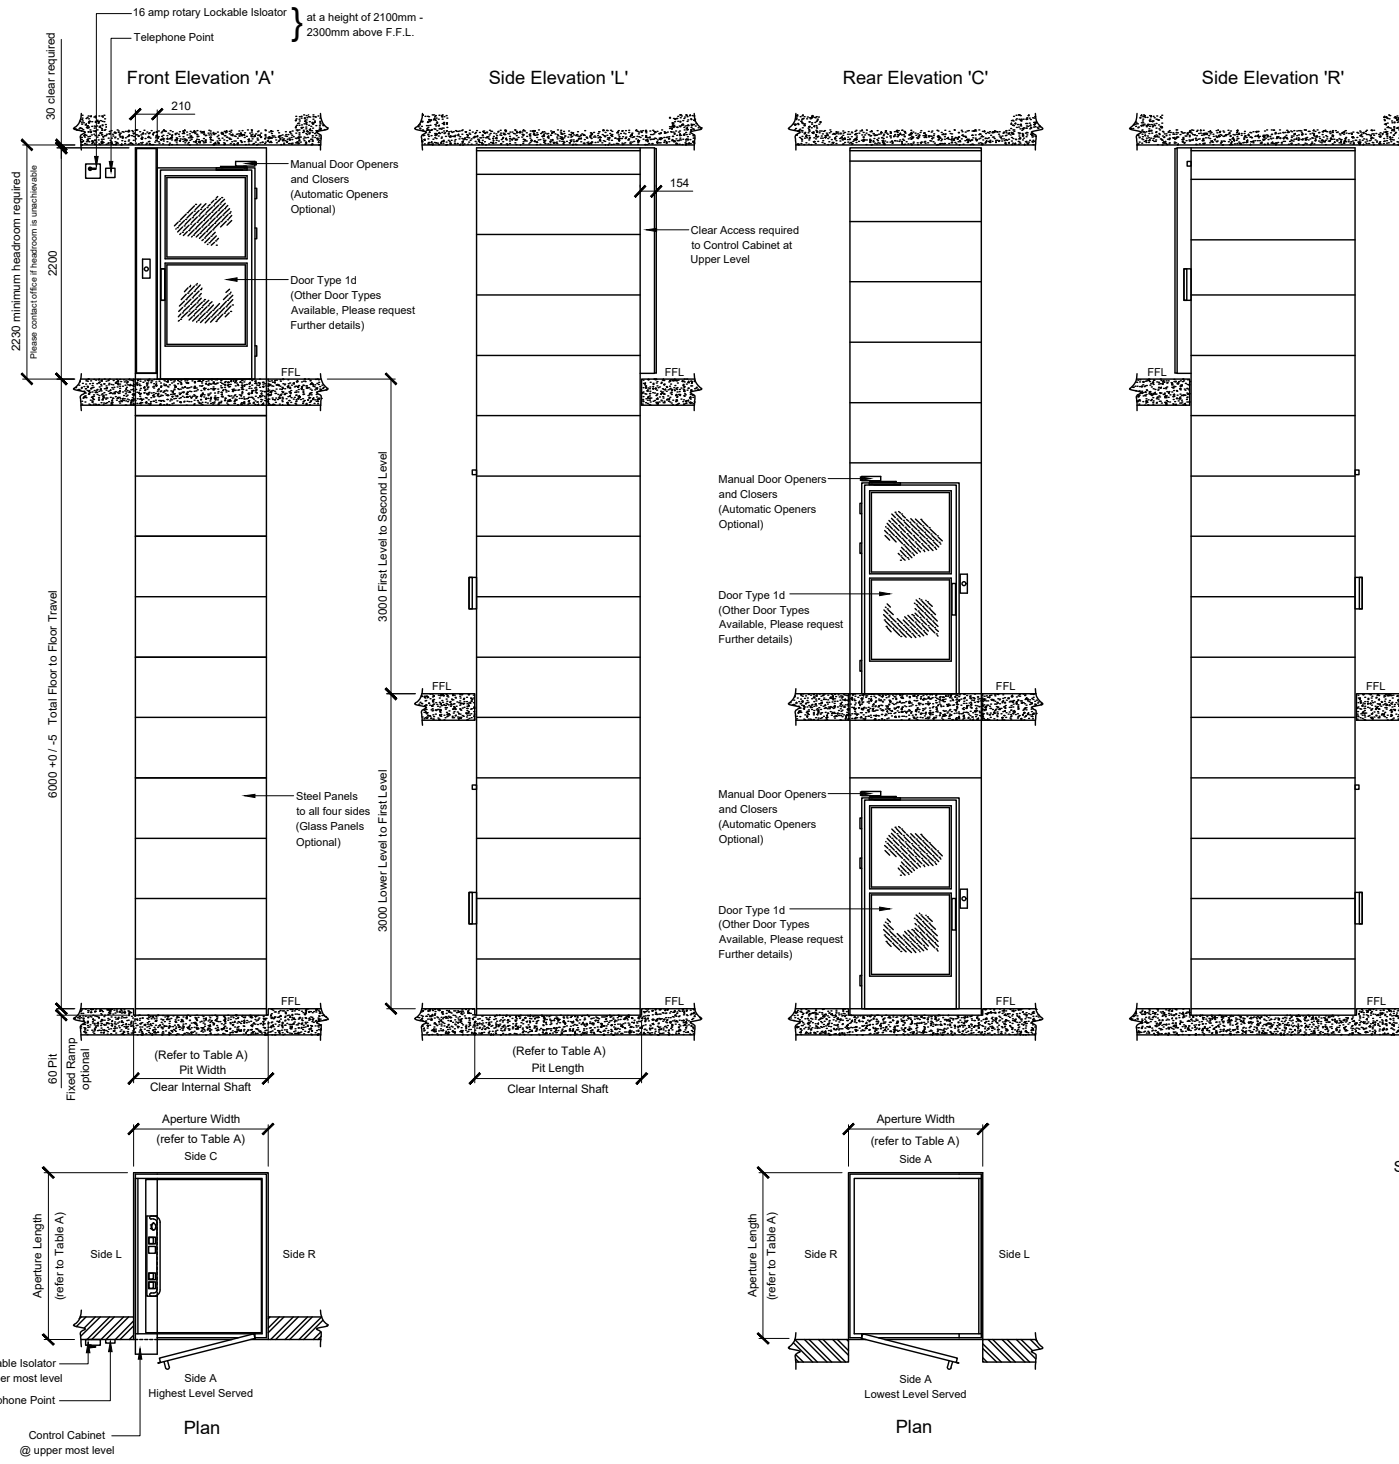 16 amp rotary Lockable Isloator
Telephone Point
at a height of 2100mm -
2300mm above F.F.L.
Front Elevation 'A'
Side Elevation 'L'
Rear Elevation 'C'
Side Elevation 'R'
30 clear required
210
2230 minimum headroom required
Please contact office if headroom is unachievable
2200
Manual Door Openers
and Closers
(Automatic Openers
Optional)
Door Type 1d
(Other Door Types
Available, Please request
Further details)
FFL
154
Clear Access required
to Control Cabinet at
Upper Level
FFL
FFL
6000 +0 / -5 Total Floor to Floor Travel
3000 First Level to Second Level
3000 Lower Level to First Level
Steel Panels
to all four sides
(Glass Panels
Optional)
FFL
Manual Door Openers
and Closers
(Automatic Openers
Optional)
Door Type 1d
(Other Door Types
Available, Please request
Further details)
FFL
FFL
Manual Door Openers
and Closers
(Automatic Openers
Optional)
Door Type 1d
(Other Door Types
Available, Please request
Further details)
FFL
FFL
FFL
FFL
60 Pit
Fixed Ramp
optional
(Refer to Table A)
Pit Width
Clear Internal Shaft
(Refer to Table A)
Pit Length
Clear Internal Shaft
Aperture Width
(refer to Table A)
Side C
Aperture Length
(refer to Table A)
Side L
Side R
able Isolator
er most level
phone Point
Control Cabinet
@ upper most level
Side A
Highest Level Served
Plan
Aperture Width
(refer to Table A)
Side A
Aperture Length
(refer to Table A)
Side R
Side L
Side A
Lowest Level Served
Plan
S